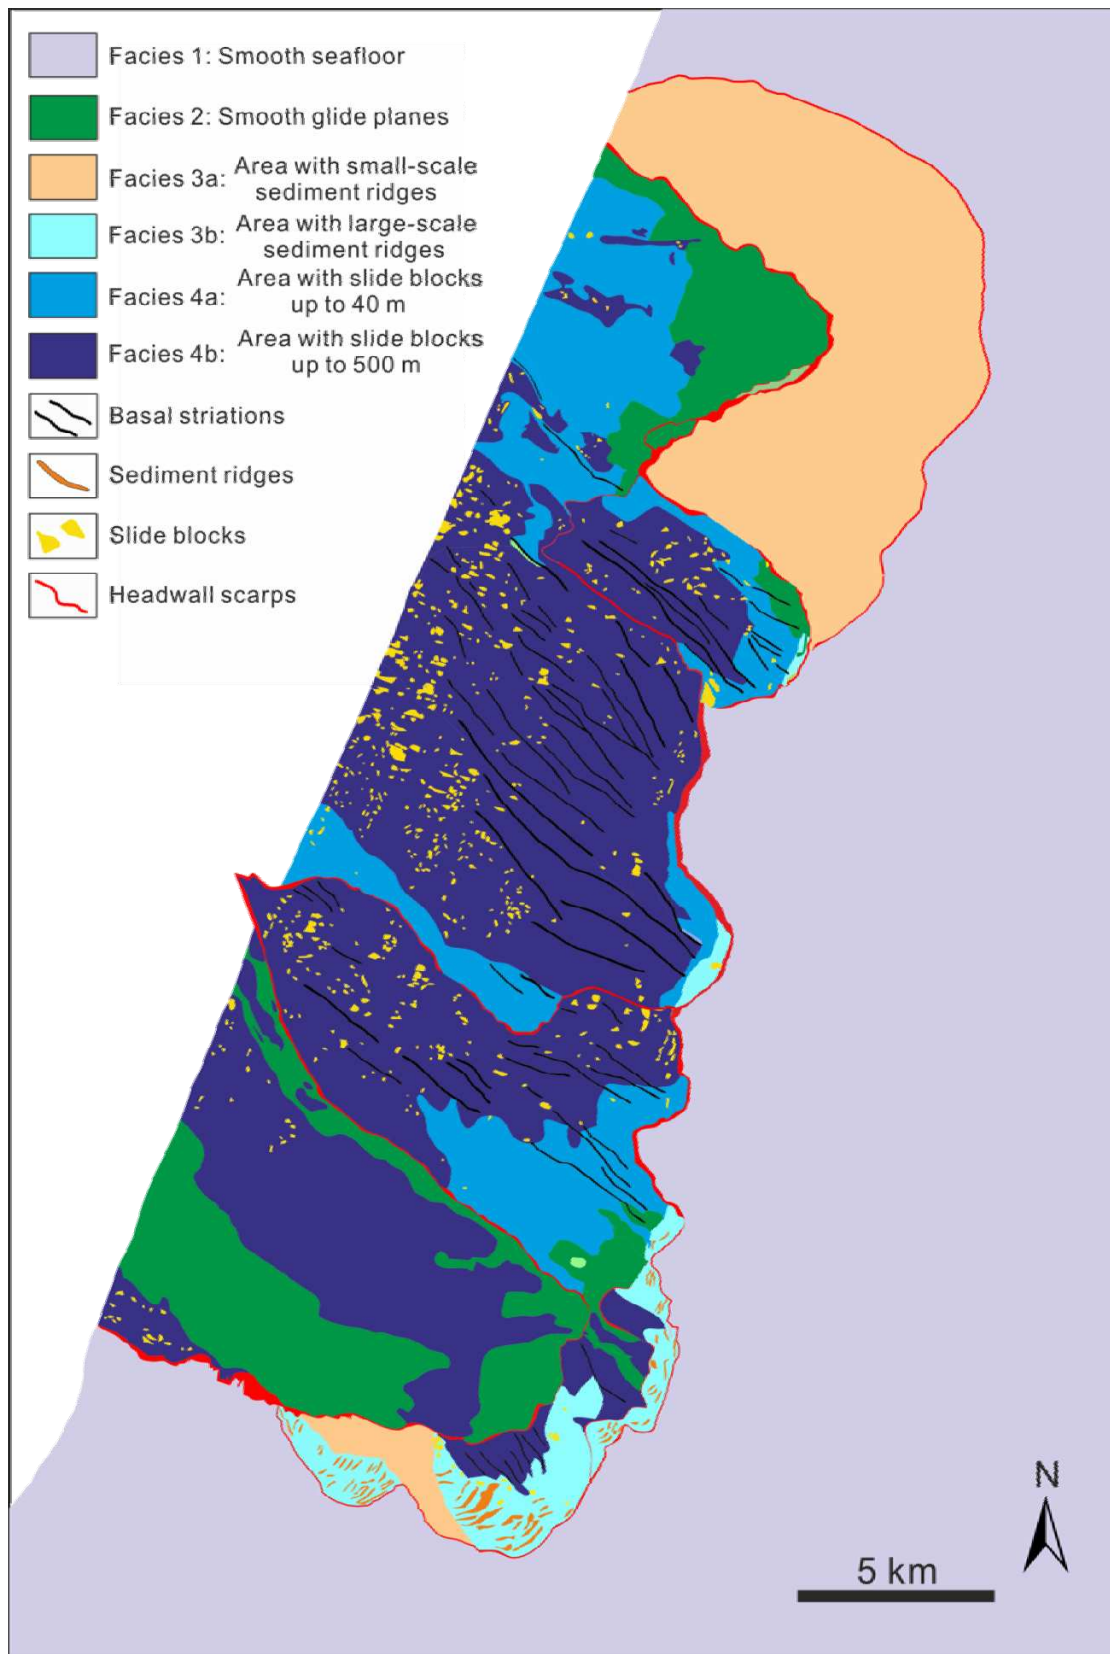 Facies 1: Smooth seafloor
Facies 2: Smooth glide planes
Facies 3a: Area with small-scale
sediment ridges
Facies 3b: Area with large-scale
sediment ridges
Facies 4a: Area with slide blocks
up to 40 m
Facies 4b: Area with slide blocks
up to 500 m
Basal striations
Sediment ridges
Slide blocks
Headwall scarps
N
5 km